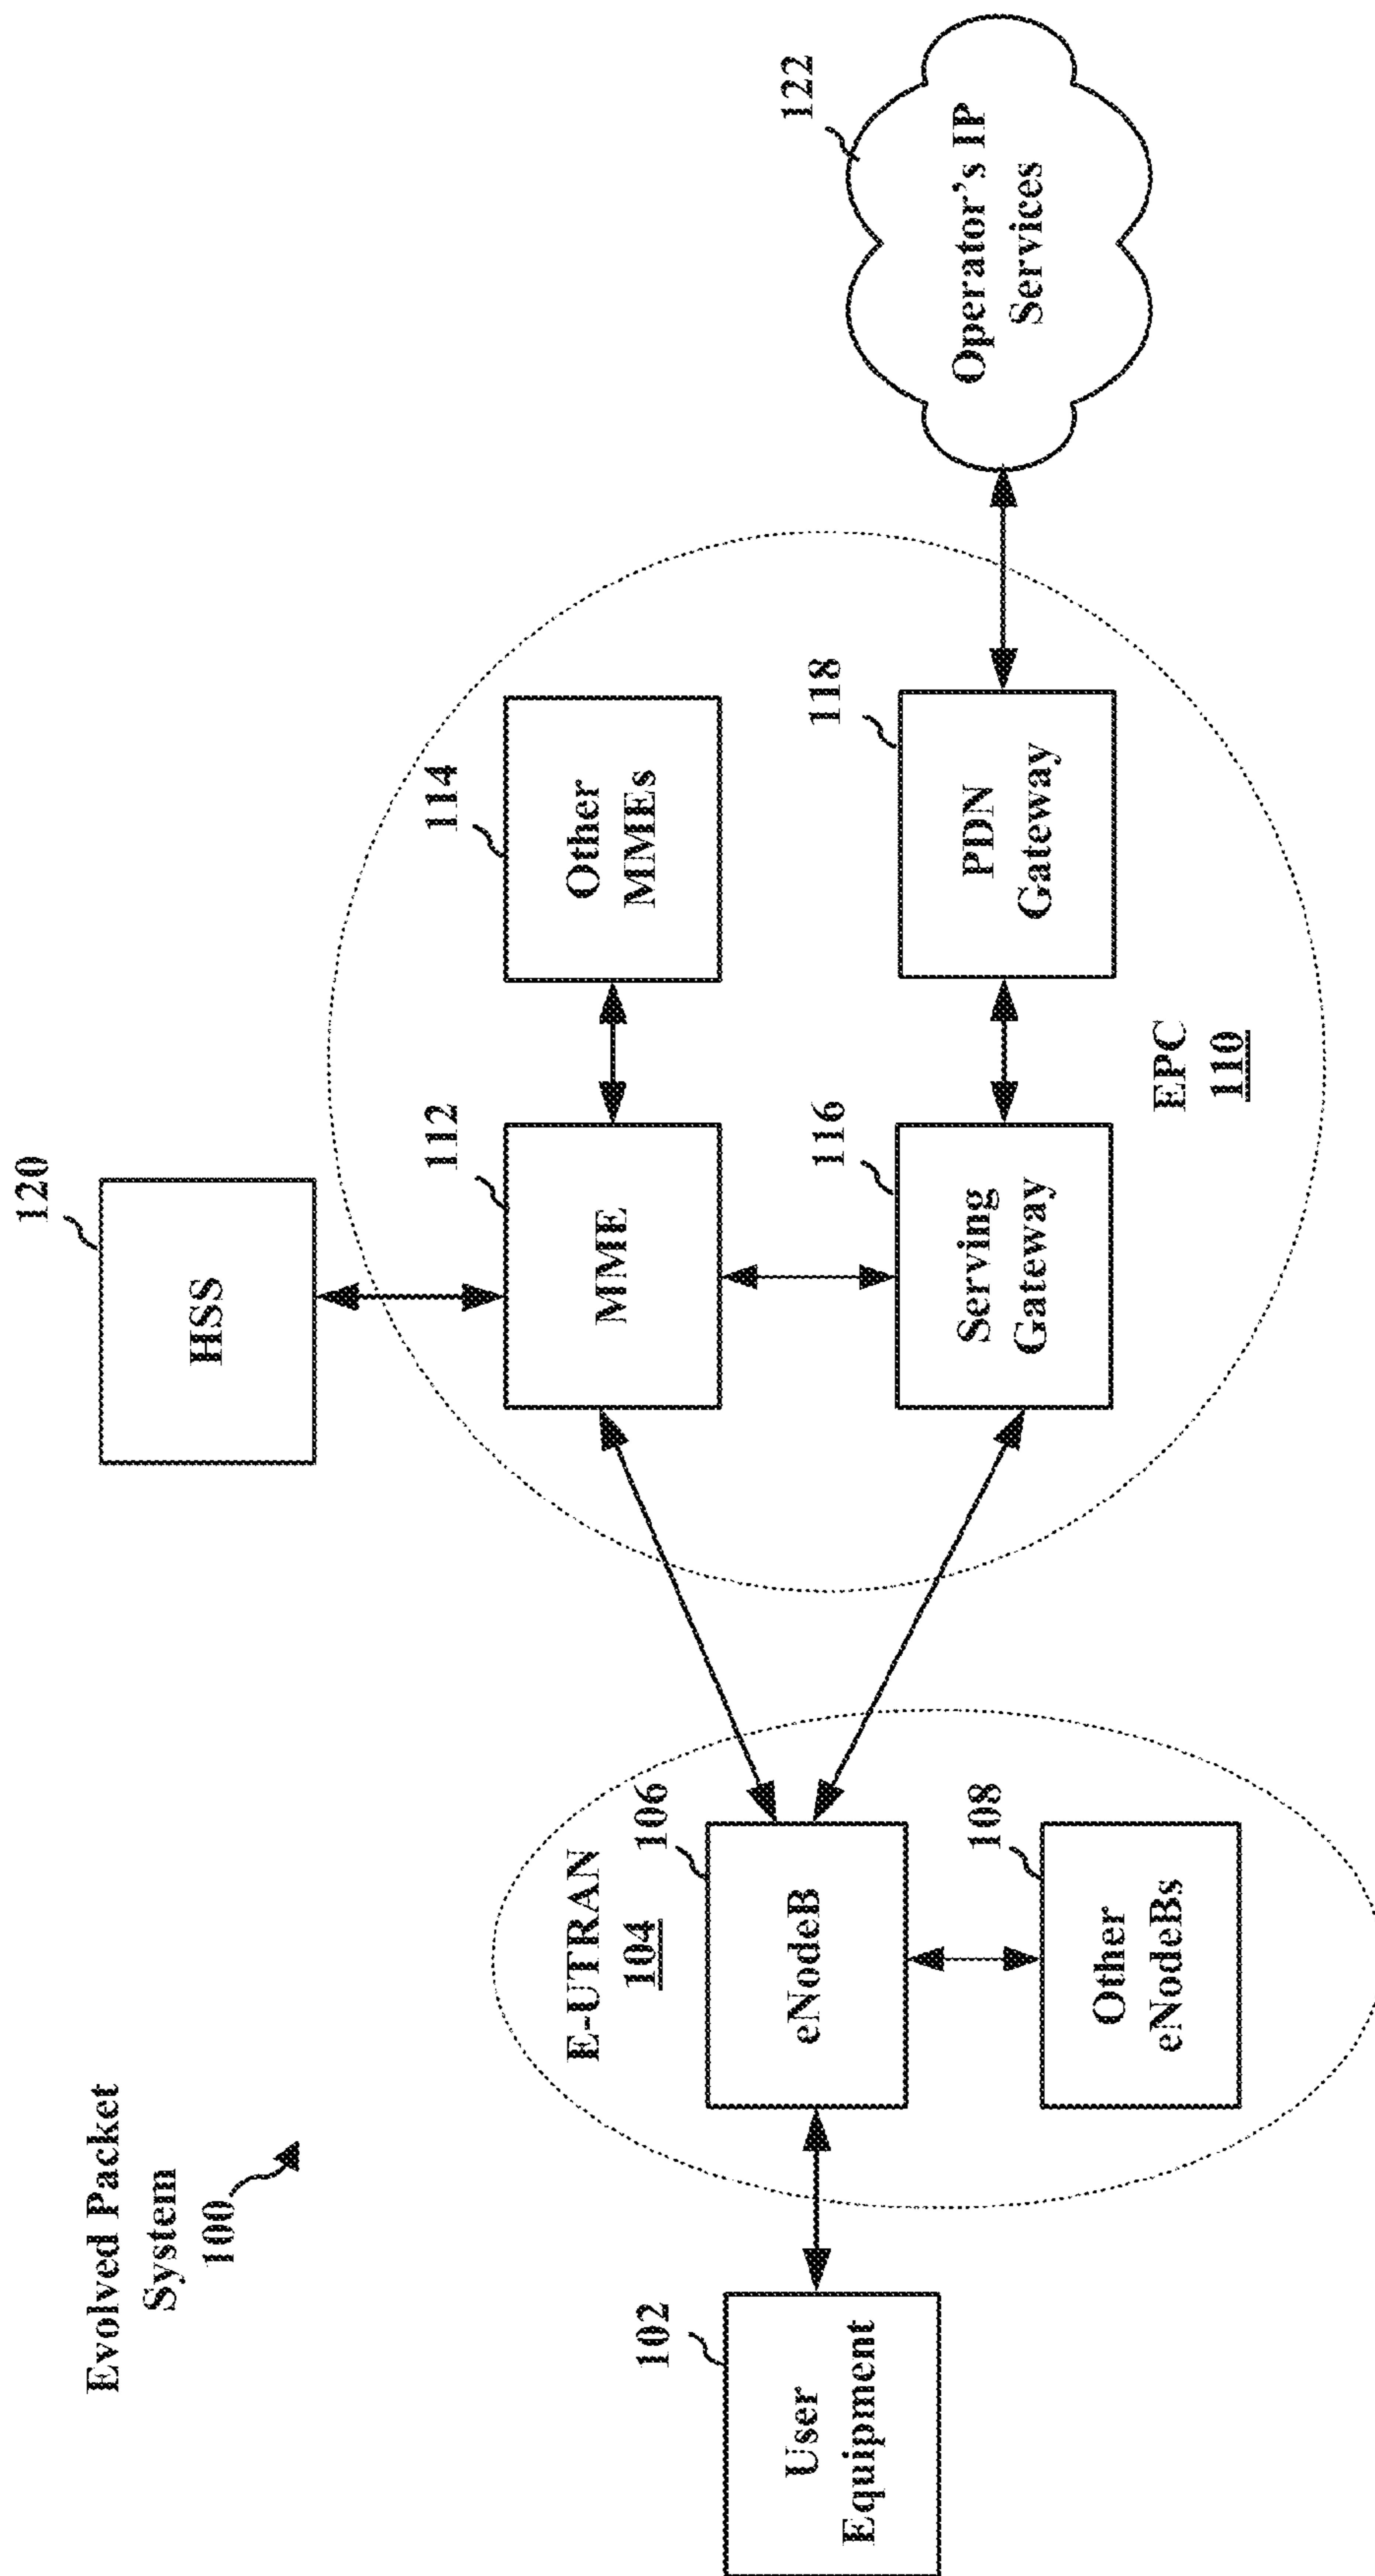 Evolved Packet
System
100
120
HSS
112
MME
114
Other
MMEs
E-UTRAN
104
106
eNodeB
102
User
Equipment
108
Other
eNodeBs
116
Serving
Gateway
118
PDN
Gateway
EPC
110
122
Operator's IP
Services